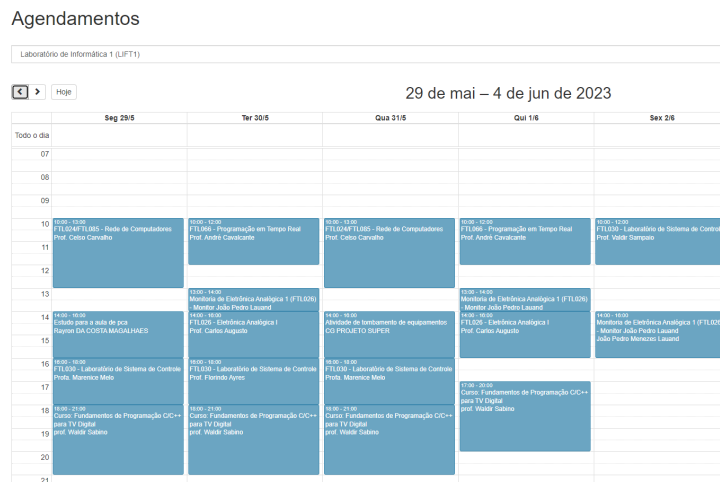 Agendamentos
Laboratório de Informática 1 (LIFT1)
Hoje
29 de mai – 4 de jun de 2023
Seg 29/5
Ter 30/5
Qua 31/5
Qui 1/6
Sex 2/6
Todo o dia
07
08
09
10
11
12
13
14
15
16
17
18
19
20
21
10:00 - 13:00
FTL024/FTL085 - Rede de Computadores
Prof. Celso Carvalho
14:00 - 16:00
Estudo para a aula de pca
Rayron DA COSTA MAGALHAES
16:00 - 18:00
FTL030 - Laboratório de Sistema de Controle
Profa. Marenice Melo
18:00 - 21:00
Curso: Fundamentos de Programação C/C++
para TV Digital
prof. Waldir Sabino
10:00 - 12:00
FTL066 - Programação em Tempo Real
Prof. André Cavalcante
13:00 - 14:00
Monitoria de Eletrônica Analógica 1 (FTL026)
- Monitor João Pedro Lauand
14:00 - 16:00
FTL026 - Eletrônica Analógica I
Prof. Carlos Augusto
16:00 - 18:00
FTL030 - Laboratório de Sistema de Controle
Prof. Florindo Ayres
18:00 - 21:00
Curso: Fundamentos de Programação C/C++
para TV Digital
prof. Waldir Sabino
10:00 - 13:00
FTL024/FTL085 - Rede de Computadores
Prof. Celso Carvalho
14:00 - 16:00
Atividade de tombamento de equipamentos
CG PROJETO SUPER
16:00 - 18:00
FTL030 - Laboratório de Sistema de Controle
Profa. Marenice Melo
18:00 - 21:00
Curso: Fundamentos de Programação C/C++
para TV Digital
prof. Waldir Sabino
10:00 - 12:00
FTL066 - Programação em Tempo Real
Prof. André Cavalcante
13:00 - 14:00
Monitoria de Eletrônica Analógica 1 (FTL026)
- Monitor João Pedro Lauand
14:00 - 16:00
FTL026 - Eletrônica Analógica I
Prof. Carlos Augusto
17:00 - 20:00
Curso: Fundamentos de Programação C/C++
para TV Digital
prof. Waldir Sabino
10:00 - 12:00
FTL030 - Laboratório de Sistema de Control
Prof. Valdir Sampaio
14:00 - 16:00
Monitoria de Eletrônica Analógica 1 (FTL026
- Monitor João Pedro Lauand
João Pedro Menezes Lauand